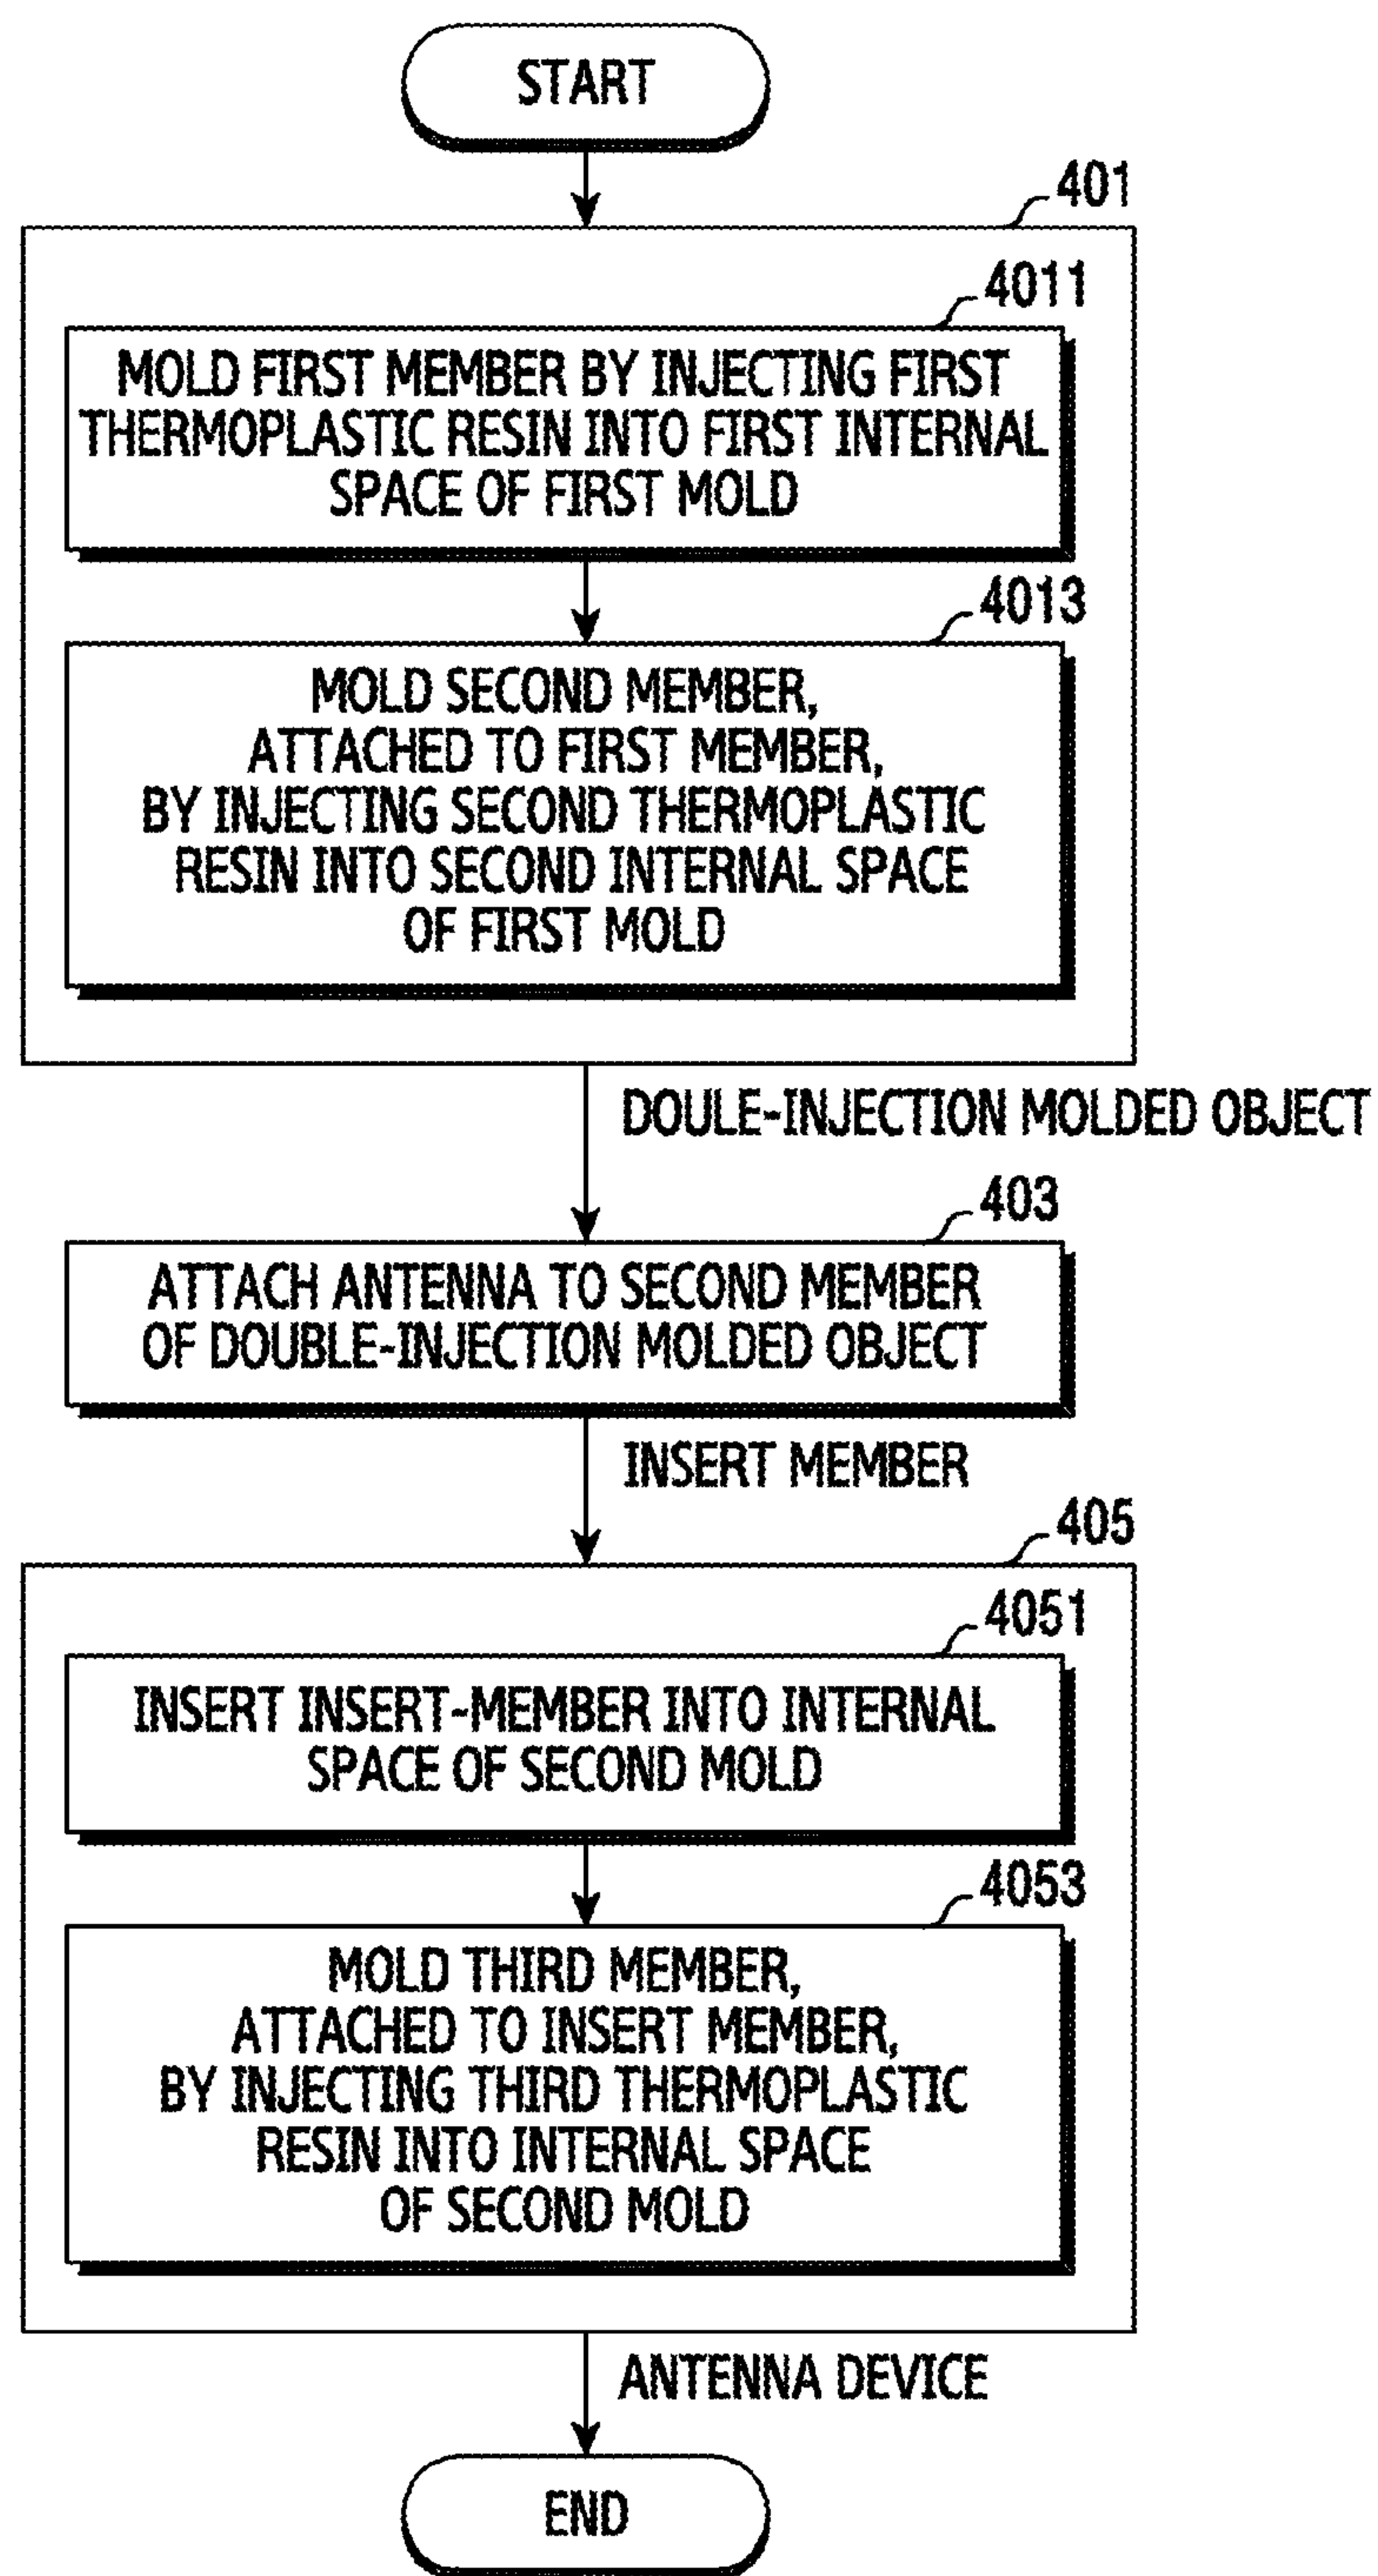 START
401
4011
MOLD FIRST MEMBER BY INJECTING FIRST
THERMOPLASTIC RESIN INTO FIRST INTERNAL
SPACE OF FIRST MOLD
4013
MOLD SECOND MEMBER,
ATTACHED TO FIRST MEMBER,
BY INJECTING SECOND THERMOPLASTIC
RESIN INTO SECOND INTERNAL SPACE
OF FIRST MOLD
DOULE-INJECTION MOLDED OBJECT
403
ATTACH ANTENNA TO SECOND MEMBER
OF DOUBLE-INJECTION MOLDED OBJECT
INSERT MEMBER
405
4051
INSERT INSERT-MEMBER INTO INTERNAL
SPACE OF SECOND MOLD
4053
MOLD THIRD MEMBER,
ATTACHED TO INSERT MEMBER,
BY INJECTING THIRD THERMOPLASTIC
RESIN INTO INTERNAL SPACE
OF SECOND MOLD
ANTENNA DEVICE
END